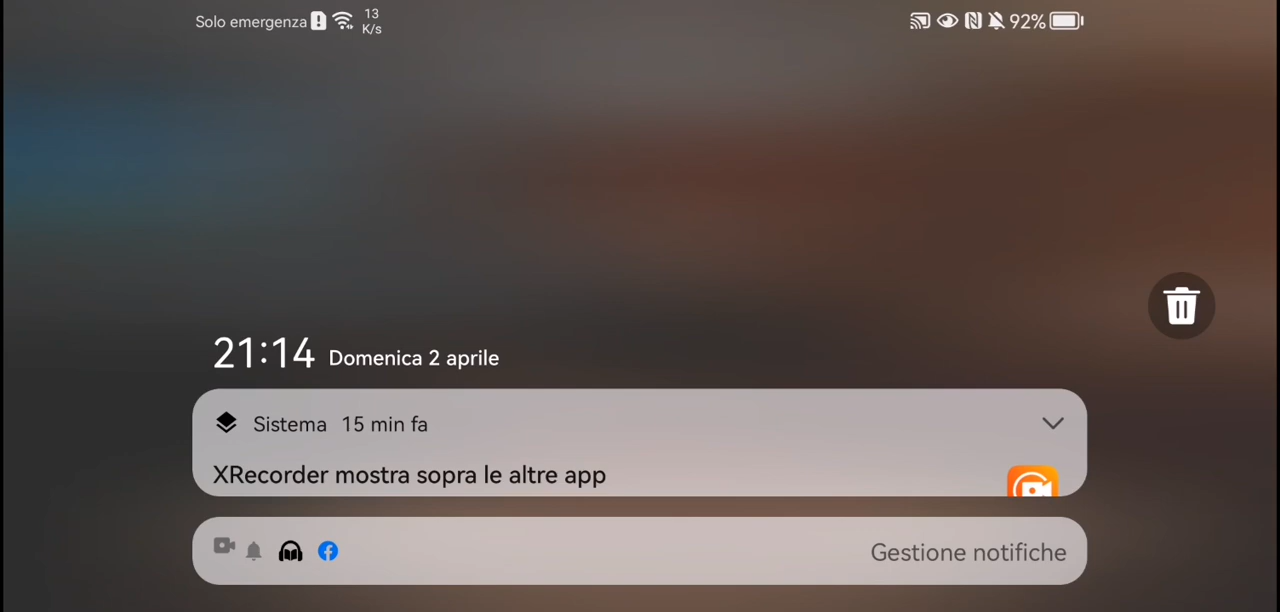 Solo emergenza 13 K/s 92%
21:14 Domenica 2 aprile
Sistema 15 min fa
XRecorder mostra sopra le altre app
Gestione notifiche